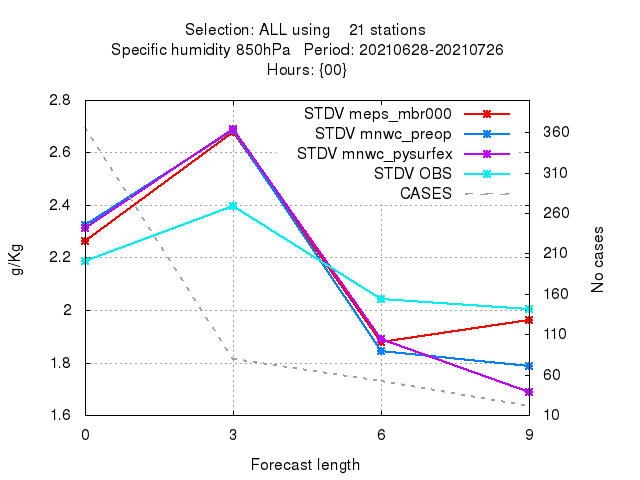 Selection: ALL using 21 stations
Specific humidity 850hPa Period: 20210628-20210726
Hours: {00}
STDV meps_mbr000
STDV mnwc_preop
STDV mnwc_pysurfex
STDV OBS
CASES
g/Kg
2.8
2.6
2.4
2.2
2
1.8
1.6
No cases
360
310
260
210
160
110
60
10
0 3 6 9
Forecast length